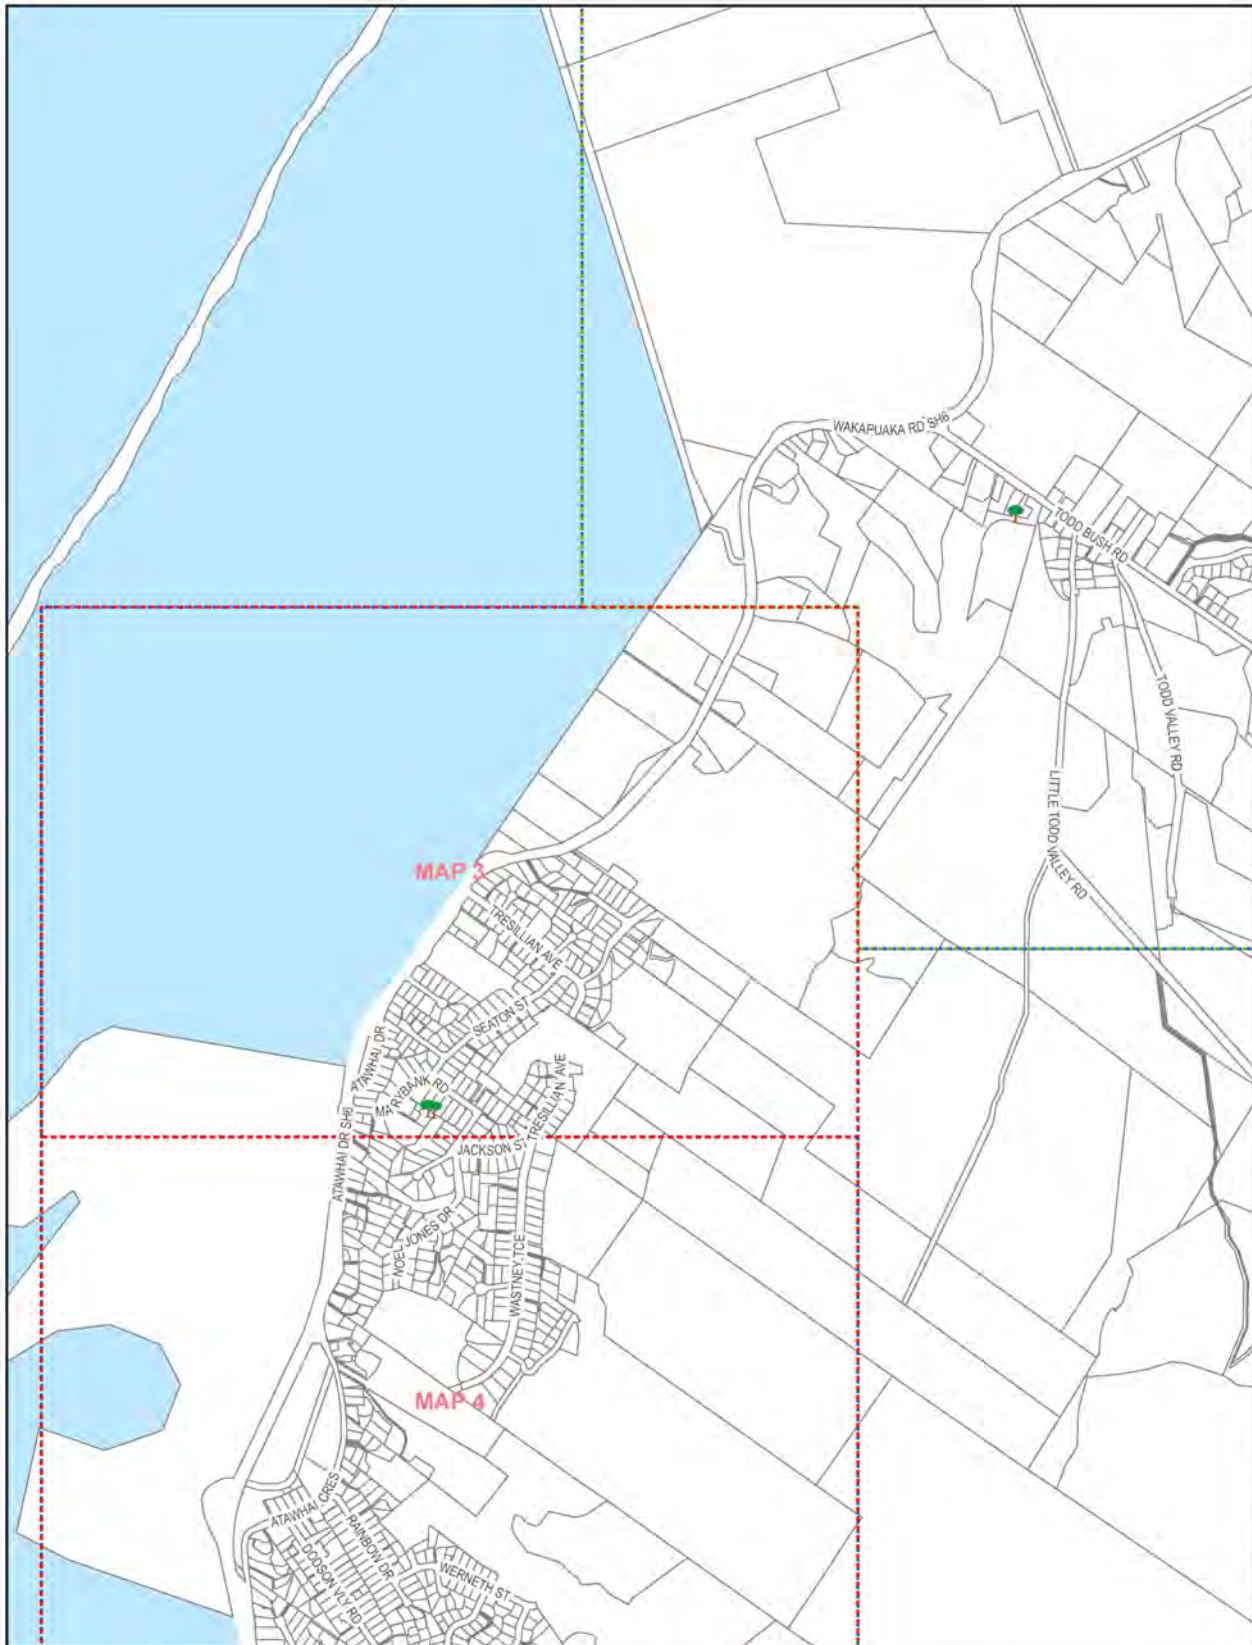 WAKAPUAKA RD SH6
TODD BUSH RD
TODD VALLEY RD
LITTLE TODD VALLEY RD
MAP 3
TRESILLIAN AVE
SEATON ST
ATAWHAI DR
MARYBANK RD
TRESILLIAN AVE
JACKSON ST
ATAWHAI DR SH6
NOEL JONES DR
WASTNEY TCE
MAP 4
ATAWHAI CRES
RAINBOW DR
DODSON VLY RD
WERNETH ST